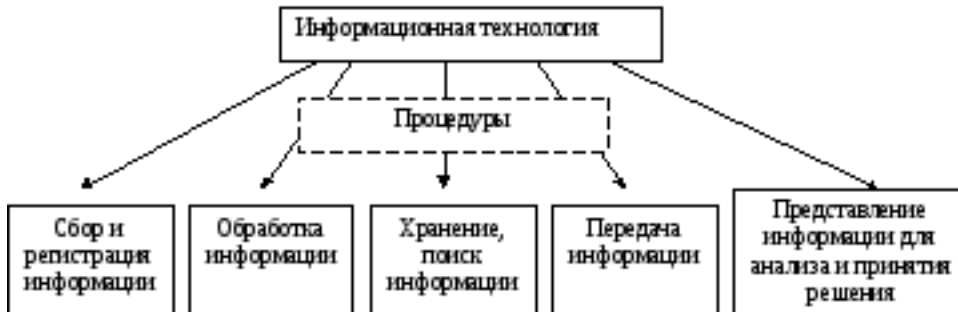 Информационная технология
Процедуры
Сбор и
регистрация
информации
Обработка
информации
Хранение,
поиск
информации
Передача
информации
Представление
информации для
анализа и принятия
решения